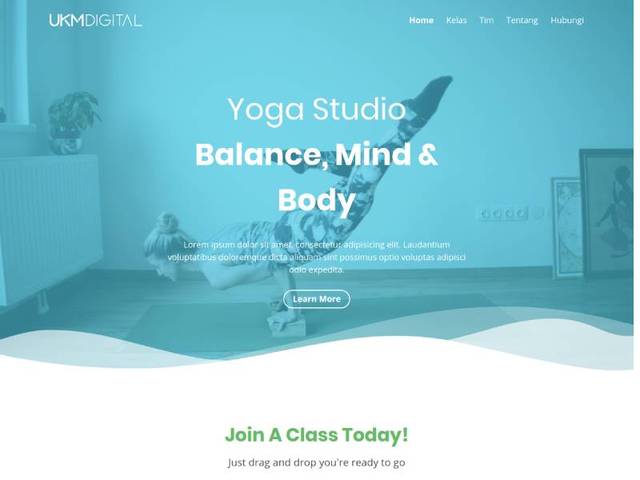 UKMDIGITAL
Home Kelas Tim Tentang Hubungi
Yoga Studio
Balance, Mind &
Body
Lorem ipsum dolor sit amet, consectetur adipisicing elit. Laudantium
voluptatibus doloremque dicta aliquam sint possimus optio voluptas adipisci
odio expedita.
Learn More
Join A Class Today!
Just drag and drop you're ready to go